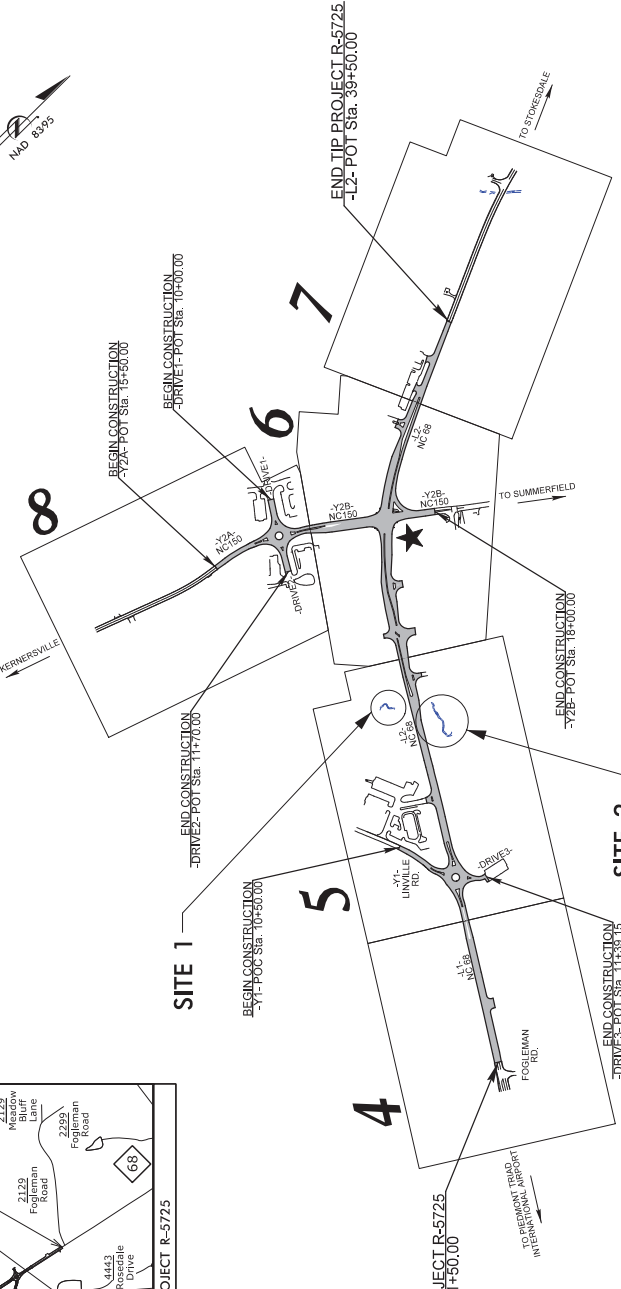 NAD 83/95
END TIP PROJECT R-5725
-L2- POT Sta. 39+50.00
TO STOKESDALE
7
BEGIN CONSTRUCTION
-DRIVE1- POT Sta. 10+00.00
BEGIN CONSTRUCTION
-Y2A- POT Sta. 15+50.00
6
8
-DRIVE1-
-L2-
NC 68
-Y2B-
NC150
-Y2B-
NC150
TO SUMMERFIELD
-Y2A-
NC150
-DRIVE2-
KERNERSVILLE
END CONSTRUCTION
-DRIVE2- POT Sta. 11+70.00
END CONSTRUCTION
-Y2B- POT Sta. 18+00.00
-L2-
NC 68
SITE 1
SITE 2
BEGIN CONSTRUCTION
-Y1- POC Sta. 10+50.00
5
-Y1-
LINVILLE
RD.
-DRIVE3-
END CONSTRUCTION
-DRIVE3- POT Sta. 11+39.15
-L1-
NC 68
4
FOGLEMAN
RD.
TO PIEDMONT TRIAD
INTERNATIONAL AIRPORT
JECT R-5725
1+50.00
2129
Meadow
Bluff
Lane
2299
Fogleman
Road
2129
Fogleman
Road
68
4443
Rosedale
Drive
OJECT R-5725